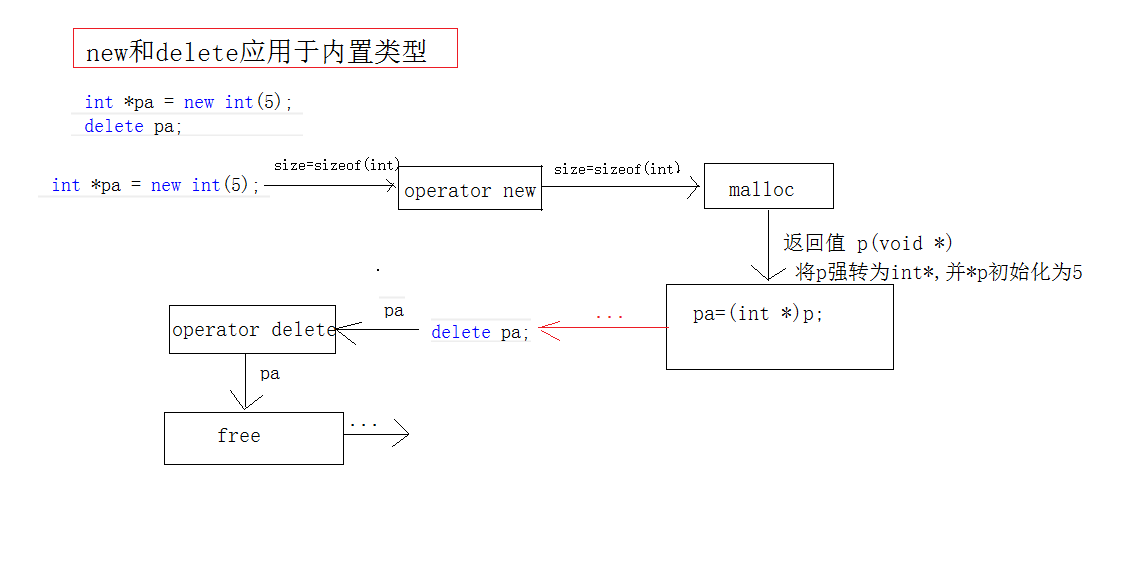 new和delete应用于内置类型
int *pa = new int(5);
delete pa;
int *pa = new int(5);
size=sizeof(int)
operator new
size=sizeof(int)
malloc
返回值 p(void *)
将p强转为int*,并*p初始化为5
pa=(int *)p;
...
delete pa;
pa
operator delete
pa
free
...